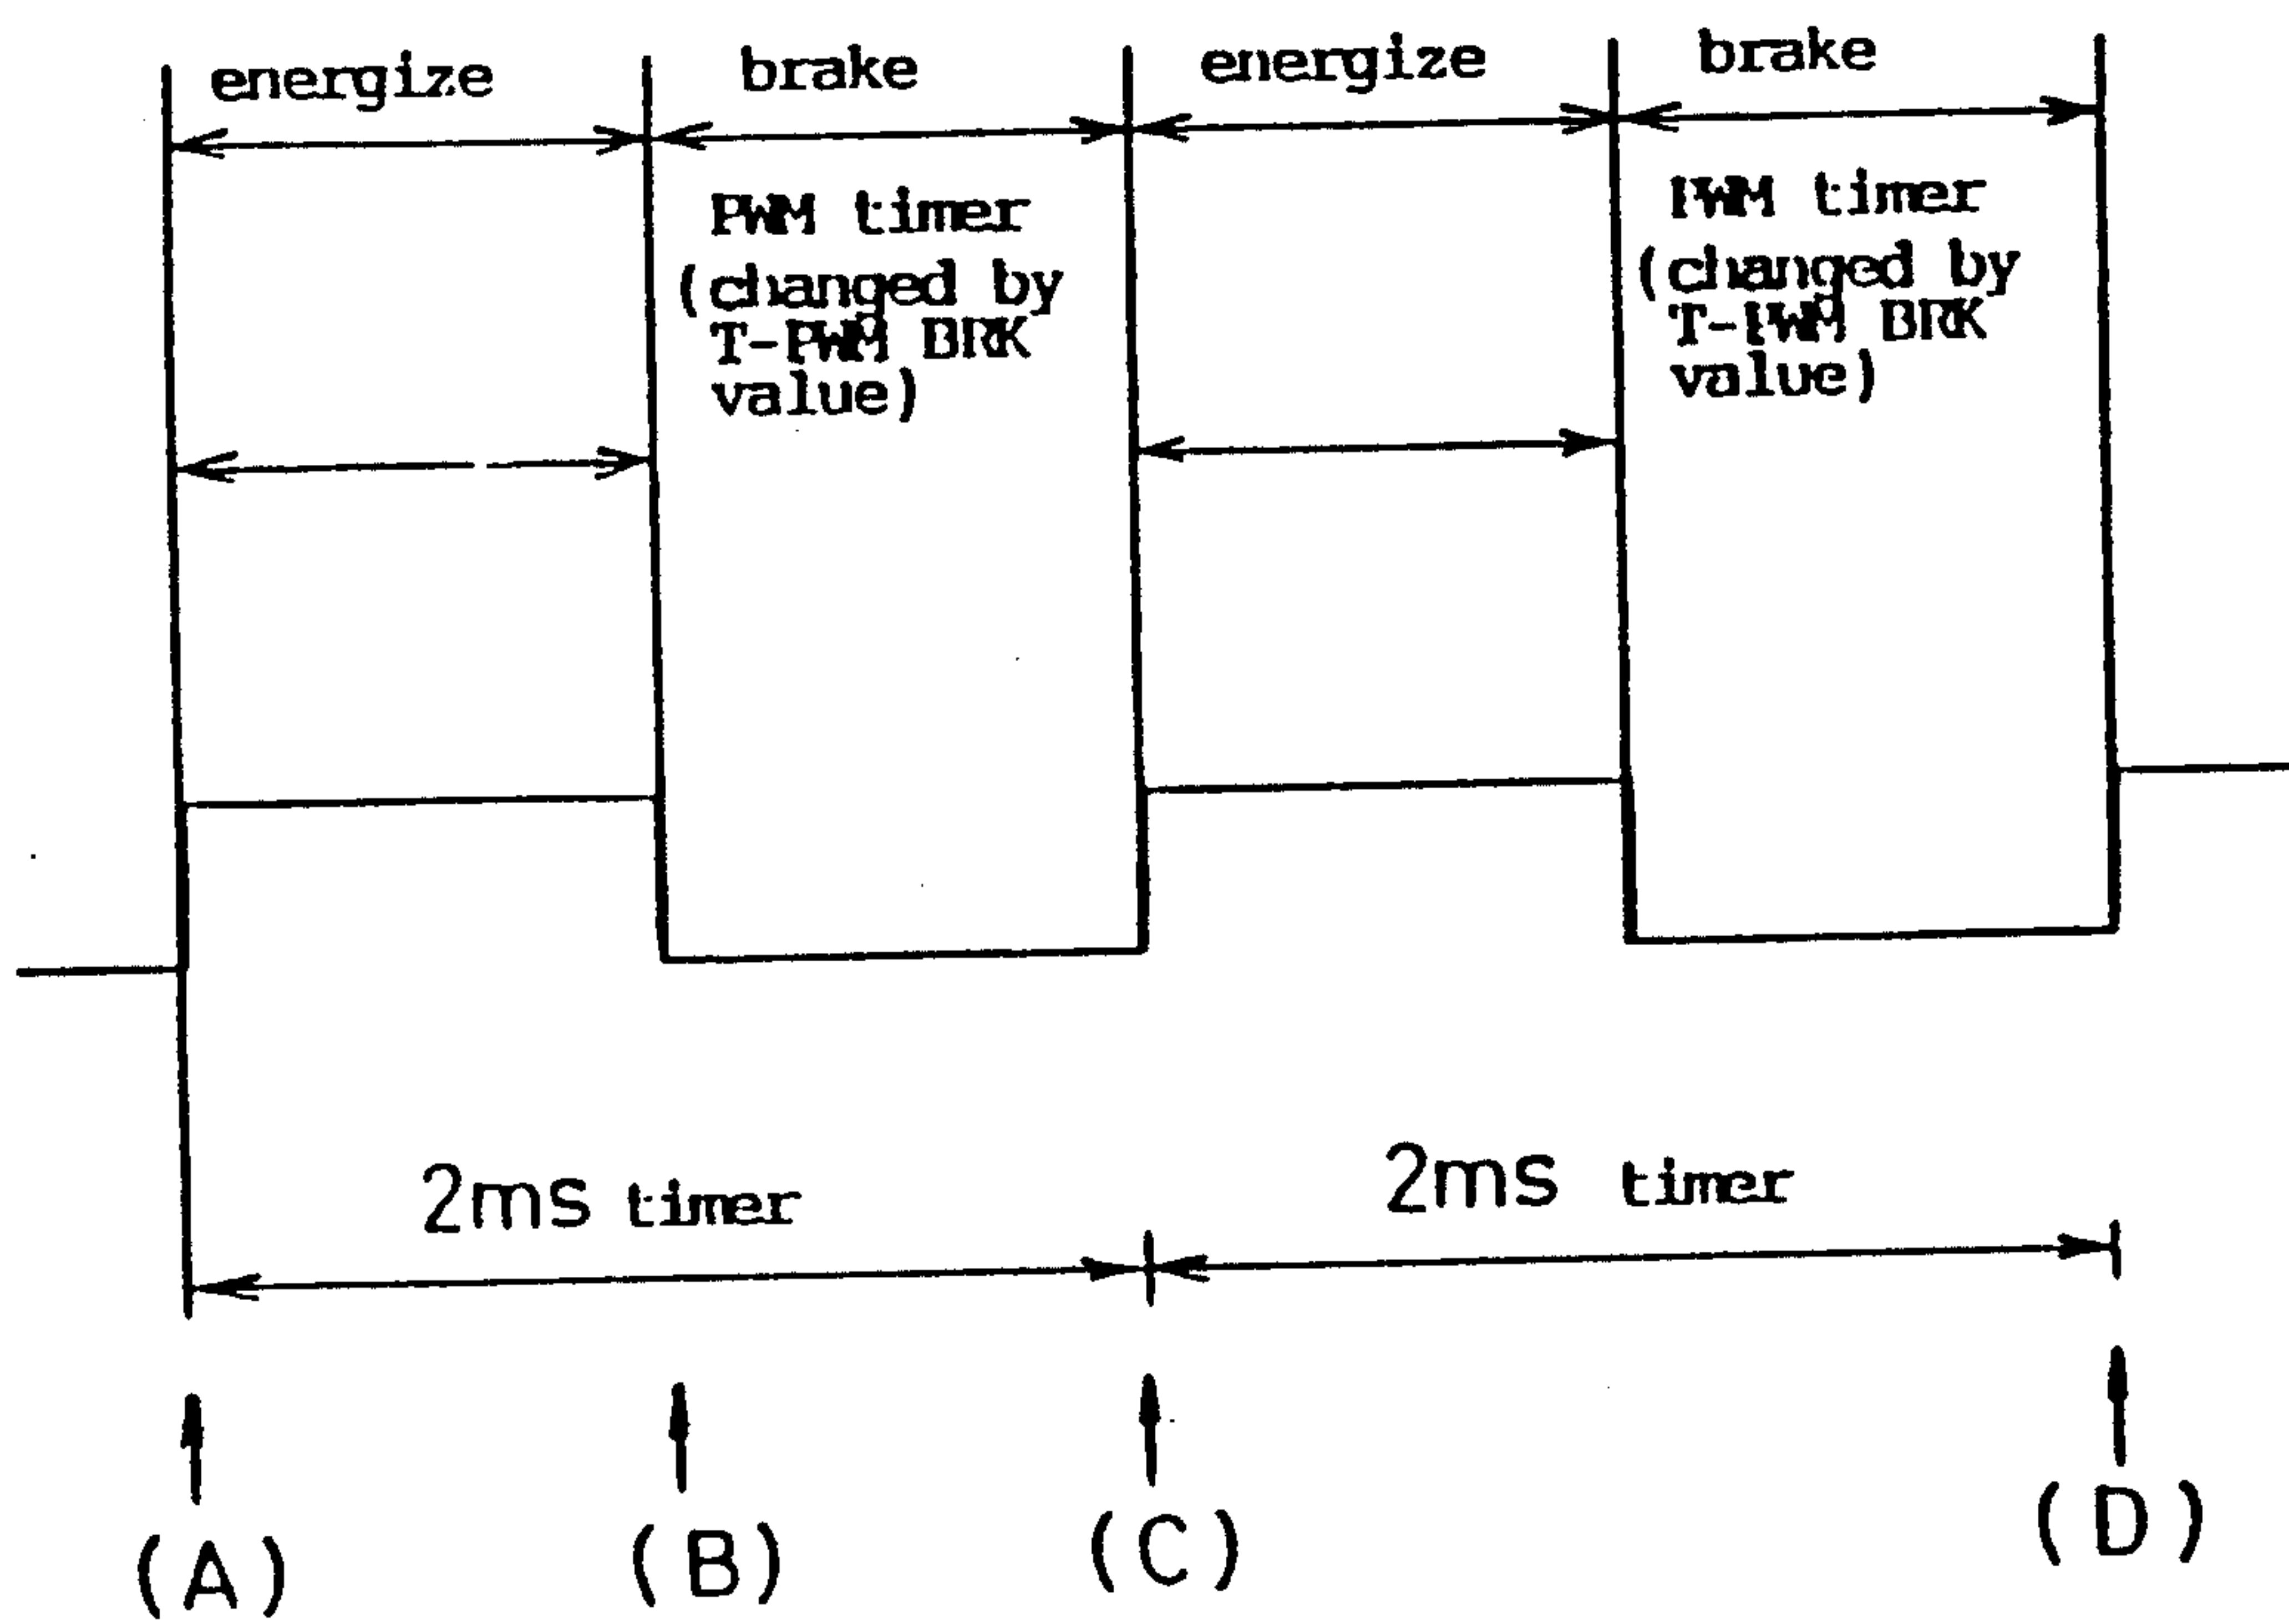 energize brake energize brake
PWM timer
(changed by
T-PWM BRK
value)
PWM timer
(changed by
T-PWM BRK
value)
2ms timer 2ms timer
(A) (B) (C) (D)